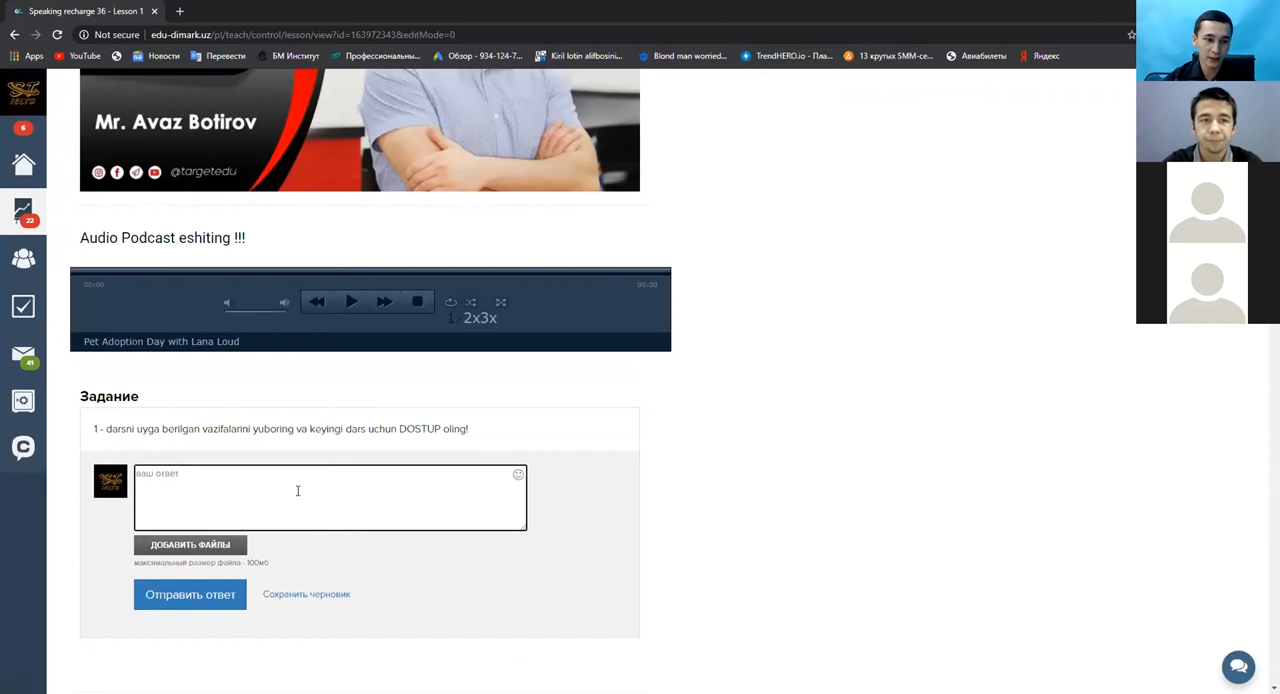 Speaking recharge 36 - Lesson 1
Not secure
edu-dimark.uz/pl/teach/control/lesson/view?id=163972343&editMode=0
Apps
YouTube
Новости
Перевести
БМ Институт
Профессиональны...
Обзор - 934-124-7...
Kiril lotin alifbosini...
Blond man worried...
TrendHERO.io - Пла...
13 крутых SMM-се...
Авиабилеты
Яндекс
ST
IELTS
6
22
41
Mr. Avaz Botirov
@targetedu
Audio Podcast eshiting !!!
00:00
00:00
1x2x3x
Pet Adoption Day with Lana Loud
Задание
1 - darsni uyga berilgan vazifalarini yuboring va keyingi dars uchun DOSTUP oling!
ваш ответ
ДОБАВИТЬ ФАЙЛЫ
максимальный размер файла - 100мб
Отправить ответ
Сохранить черновик